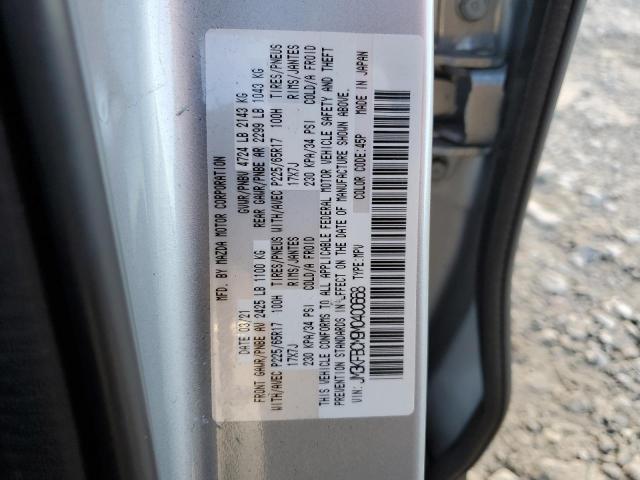 MFD. BY MAZDA MOTOR CORPORATION
DATE 03/21 GVWR/PNBV 4724 LB 2143 KG
FRONT GAWR/PNBE AV 2425 LB 1100 KG REAR GAWR/PNBE AR 2299 LB 1043 KG
WITH/AVEC P225/65R17 100H TIRES/PNEUS WITH/AVEC P225/65R17 100H TIRES/PNEUS
17X7J RIMS/JANTES 17X7J RIMS/JANTES
230 KPA/34 PSI COLD/A FROID 230 KPA/34 PSI COLD/A FROID
THIS VEHICLE CONFORMS TO ALL APPLICABLE FEDERAL MOTOR VEHICLE SAFETY AND THEFT
PREVENTION STANDARDS IN EFFECT ON THE DATE OF MANUFACTURE SHOWN ABOVE.
VIN: JM3KFBCM9M0400668 TYPE: MPV COLOR CODE: 45P MADE IN JAPAN